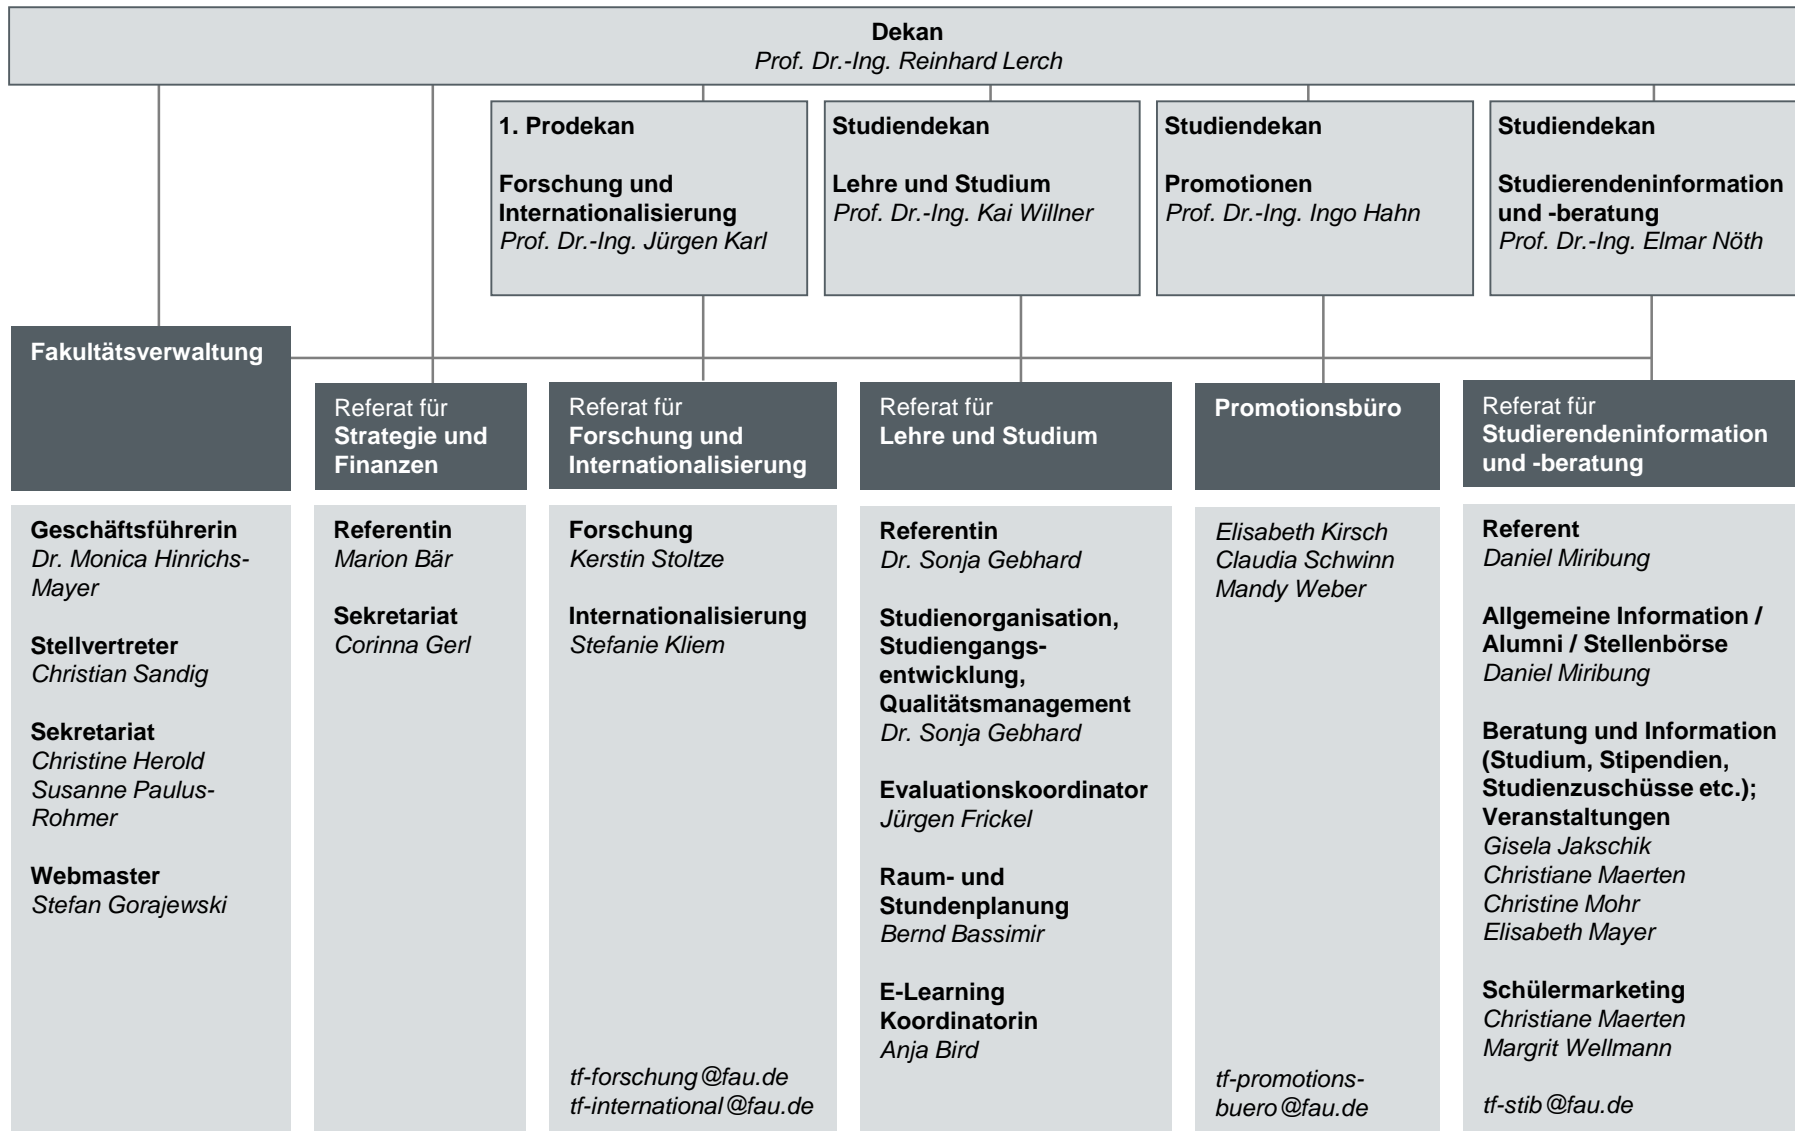 Dekan
Prof. Dr.-Ing. Reinhard Lerch
1. Prodekan
Forschung und
Internationalisierung
Prof. Dr.-Ing. Jürgen Karl
Studiendekan
Lehre und Studium
Prof. Dr.-Ing. Kai Willner
Studiendekan
Promotionen
Prof. Dr.-Ing. Ingo Hahn
Studiendekan
Studierendeninformation
und -beratung
Prof. Dr.-Ing. Elmar Nöth
Fakultätsverwaltung
Geschäftsführerin
Dr. Monica Hinrichs-
Mayer
Stellvertreter
Christian Sandig
Sekretariat
Christine Herold
Susanne Paulus-
Rohmer
Webmaster
Stefan Gorajewski
Referat für
Strategie und
Finanzen
Referentin
Marion Bär
Sekretariat
Corinna Gerl
Referat für
Forschung und
Internationalisierung
Forschung
Kerstin Stoltze
Internationalisierung
Stefanie Kliem
tf-forschung@fau.de
tf-international@fau.de
Referat für
Lehre und Studium
Referentin
Dr. Sonja Gebhard
Studienorganisation,
Studiengangs-
entwicklung,
Qualitätsmanagement
Dr. Sonja Gebhard
Evaluationskoordinator
Jürgen Frickel
Raum- und
Stundenplanung
Bernd Bassimir
E-Learning
Koordinatorin
Anja Bird
Promotionsbüro
Elisabeth Kirsch
Claudia Schwinn
Mandy Weber
tf-promotions-
buero@fau.de
Referat für
Studierendeninformation
und -beratung
Referent
Daniel Miribung
Allgemeine Information /
Alumni / Stellenbörse
Daniel Miribung
Beratung und Information
(Studium, Stipendien,
Studienzuschüsse etc.);
Veranstaltungen
Gisela Jakschik
Christiane Maerten
Christine Mohr
Elisabeth Mayer
Schülermarketing
Christiane Maerten
Margrit Wellmann
tf-stib@fau.de